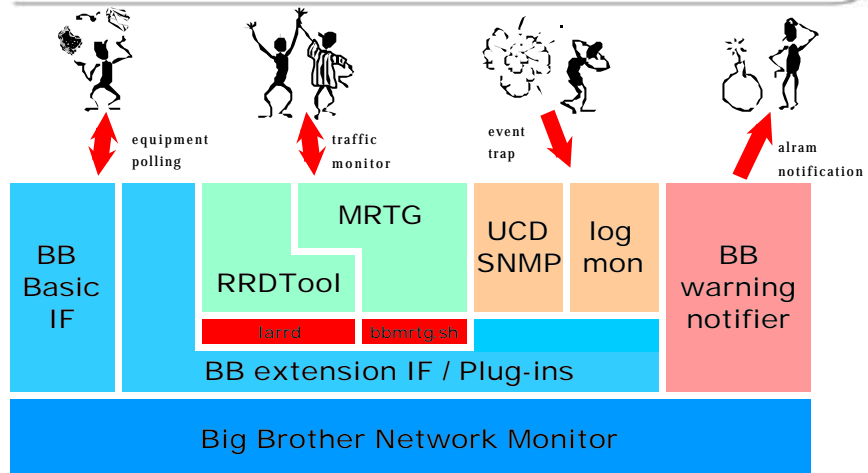 equipment
polling
traffic
monitor
event
trap
alram
notification
BB
Basic
IF
MRTG
RRDTool
UCD
SNMP
log
mon
BB
warning
notifier
larrd
bbmrtg.sh
BB extension IF / Plug-ins
Big Brother Network Monitor